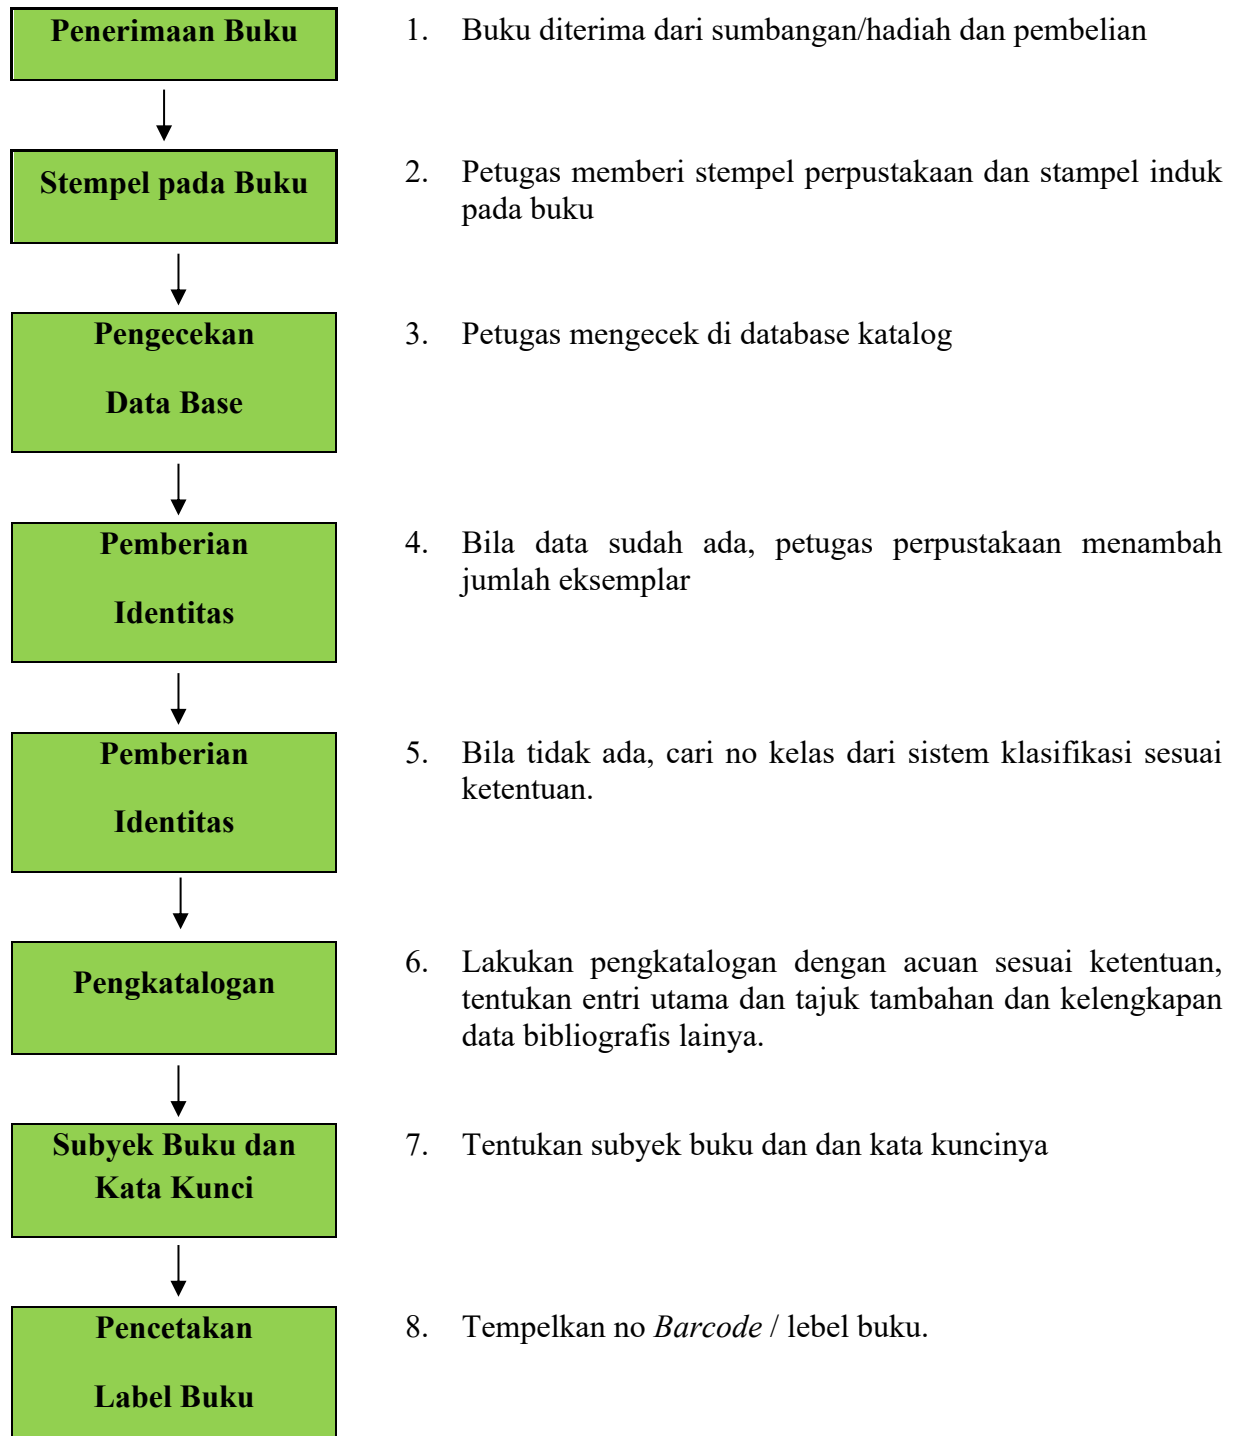 Penerimaan Buku
1. Buku diterima dari sumbangan/hadiah dan pembelian
Stempel pada Buku
2. Petugas memberi stempel perpustakaan dan stampel induk
pada buku
Pengecekan
Data Base
3. Petugas mengecek di database katalog
Pemberian
Identitas
4. Bila data sudah ada, petugas perpustakaan menambah
jumlah eksemplar
Pemberian
Identitas
5. Bila tidak ada, cari no kelas dari sistem klasifikasi sesuai
ketentuan.
Pengkatalogan
6. Lakukan pengkatalogan dengan acuan sesuai ketentuan,
tentukan entri utama dan tajuk tambahan dan kelengkapan
data bibliografis lainya.
Subyek Buku dan
Kata Kunci
7. Tentukan subyek buku dan dan kata kuncinya
Pencetakan
Label Buku
8. Tempelkan no Barcode / lebel buku.